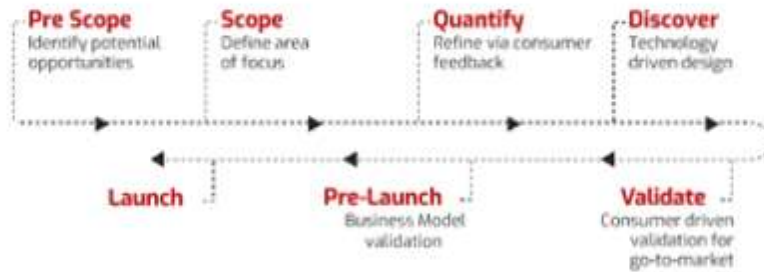 Pre Scope
Identify potential
opportunities
Scope
Define area
of focus
Quantify
Refine via consumer
feedback
Discover
Technology
driven design
Launch
Pre-Launch
Business Model
validation
Validate
Consumer driven
validation for
go-to-market